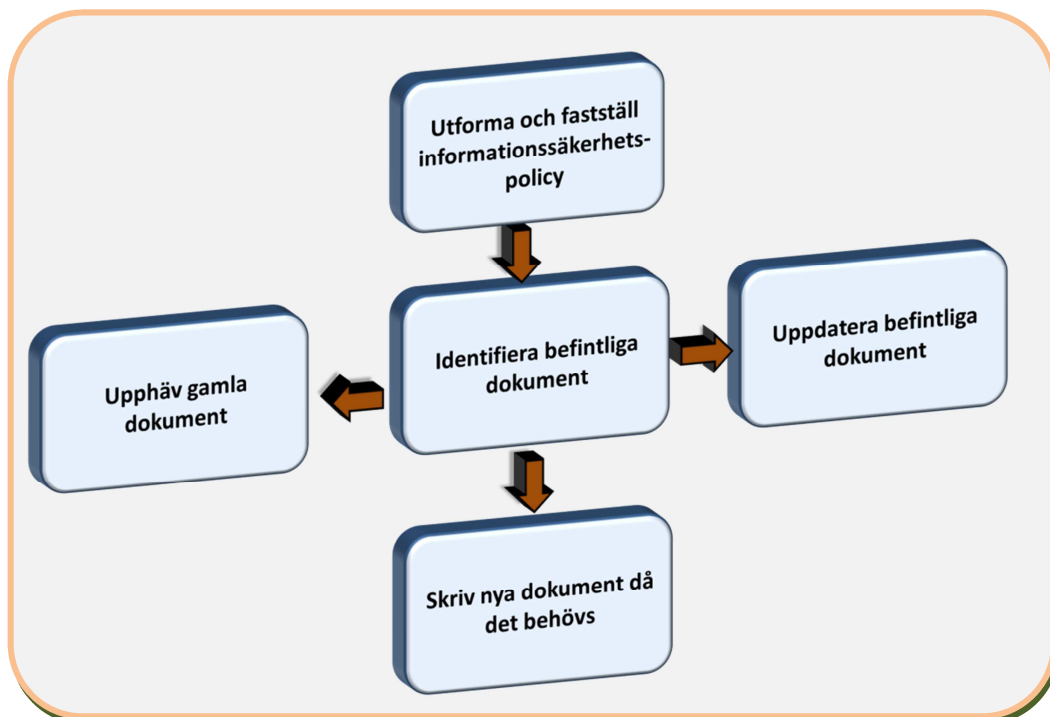 Utforma och fastställ
informationssäkerhets-
policy
Identifiera befintliga
dokument
Uppdatera befintliga
dokument
Upphäv gamla
dokument
Skriv nya dokument då
det behövs